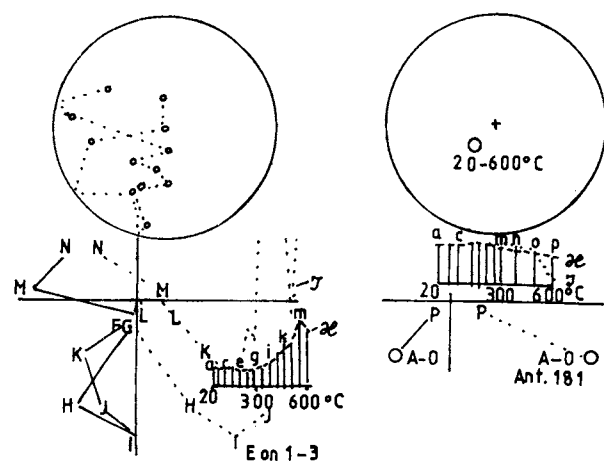 20-600°C
N N
M M
FG L L
K K
H J H J
I I
a c e g i k m
æ
J
20 300 600 °C
E on 1-3
a c m n o p
æ
J
20 300 600 °C
P P
A-O A-O
Ant. 181